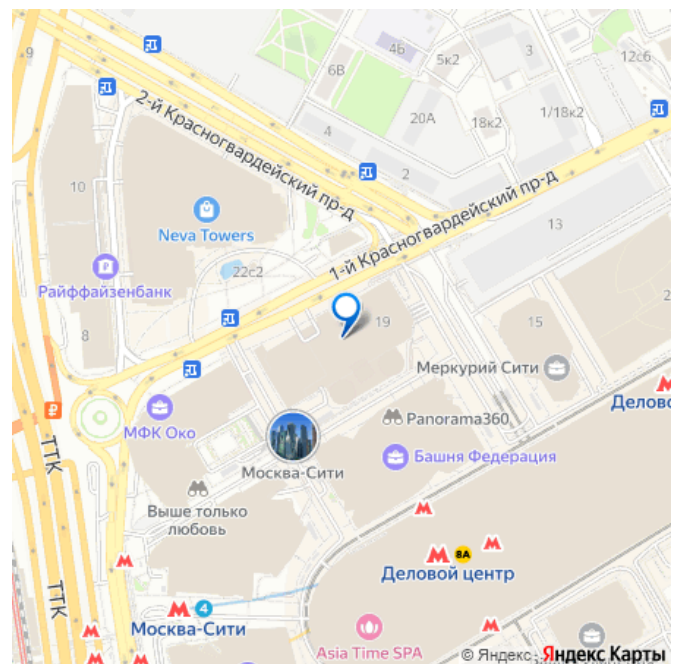 9
4Б
3
12с6
5к2
6В
20А
18к2
1/18к2
4
2-й Красногвардейский пр-д
2
10
13
Neva Towers
1-й Красногвардейский пр-д
22с2
Райффайзенбанк
8
19
15
2
Меркурий Сити
Делово
МФК Око
Panorama360
ТТК
Башня Федерация
Москва-Сити
Выше только
любовь
8А
Деловой центр
ТТК
4
Москва-Сити
Asia Time SPA
© Яндекс Яндекс Карты